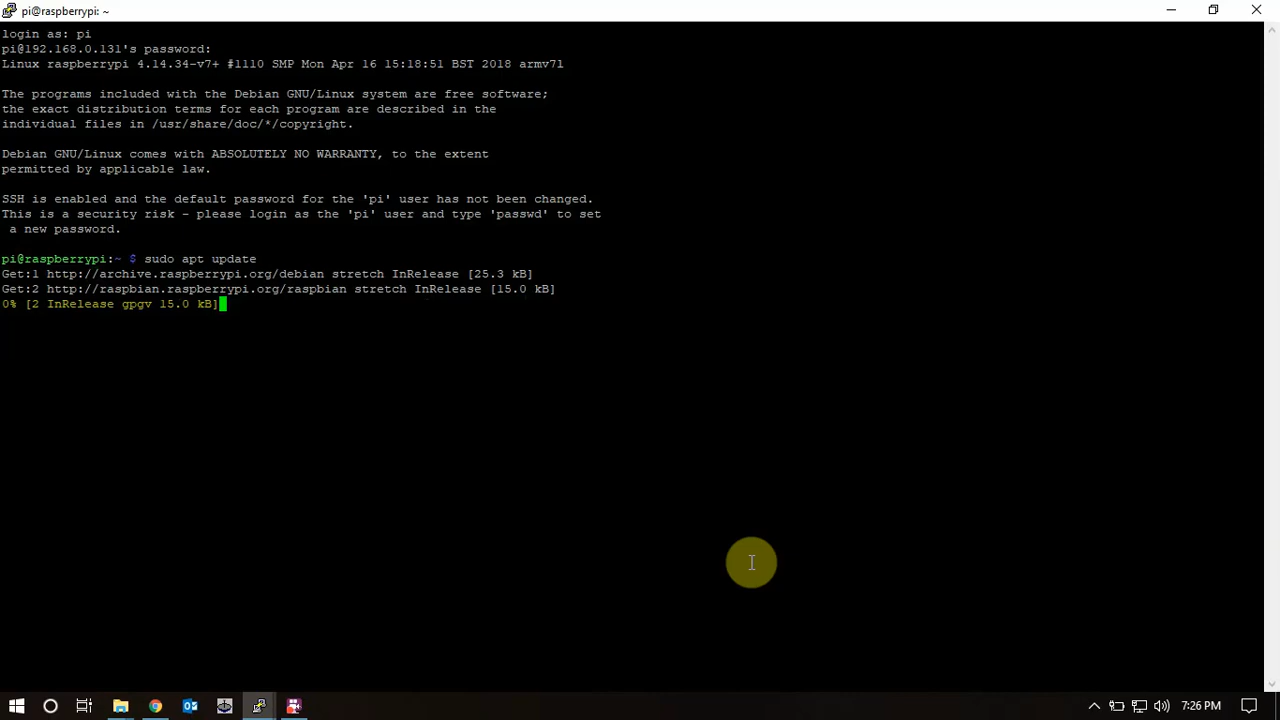 pi@raspberrypi: ~
login as: pi
pi@192.168.0.131's password:
Linux raspberrypi 4.14.34-v7+ #1110 SMP Mon Apr 16 15:18:51 BST 2018 armv7l
The programs included with the Debian GNU/Linux system are free software;
the exact distribution terms for each program are described in the
individual files in /usr/share/doc/*/copyright.
Debian GNU/Linux comes with ABSOLUTELY NO WARRANTY, to the extent
permitted by applicable law.
SSH is enabled and the default password for the 'pi' user has not been changed.
This is a security risk - please login as the 'pi' user and type 'passwd' to set
a new password.
pi@raspberrypi:~ $ sudo apt update
Get:1 http://archive.raspberrypi.org/debian stretch InRelease [25.3 kB]
Get:2 http://raspbian.raspberrypi.org/raspbian stretch InRelease [15.0 kB]
0% [2 InRelease gpgv 15.0 kB]
7:26 PM